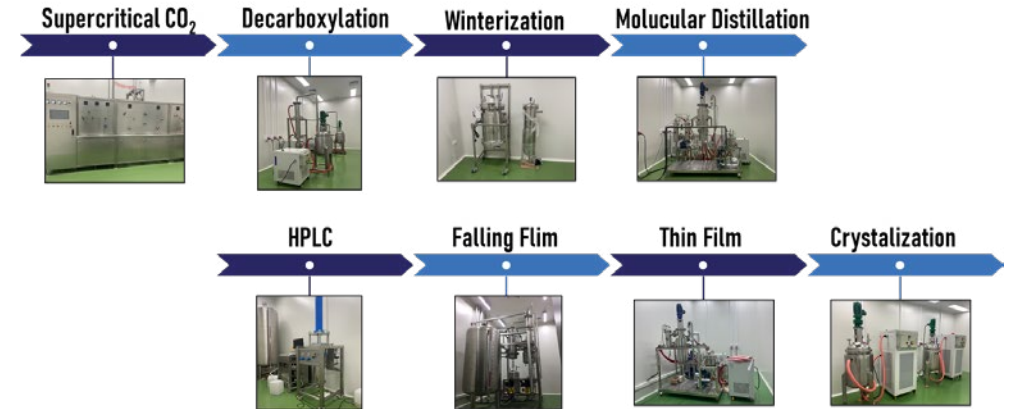 Supercritical CO₂
Decarboxylation
Winterization
Molucular Distillation
HPLC
Falling Flim
Thin Film
Crystalization